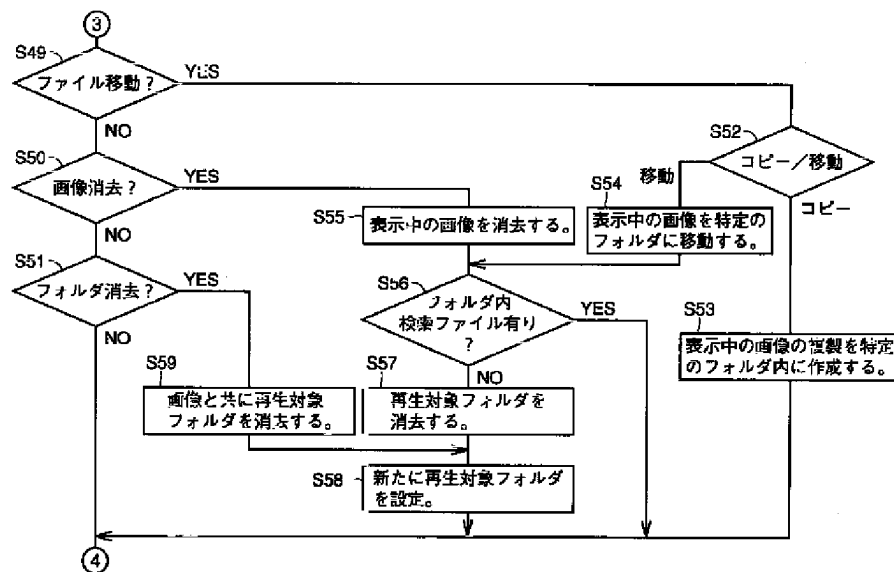 3
S49
ファイル移動?
YES
NO
S52
コピー/移動
移動
コピー
S50
画像消去?
YES
NO
S54
表示中の画像を特定の
フォルダに移動する。
S55
表示中の画像を消去する。
S51
フォルダ消去?
YES
NO
S56
フォルダ内
検索ファイル有り
?
YES
NO
S53
表示中の画像の複製を特定
のフォルダ内に作成する。
S59
画像と共に再生対象
フォルダを消去する。
S57
再生対象フォルダを
消去する。
S58
新たに再生対象フォルダ
を設定。
4